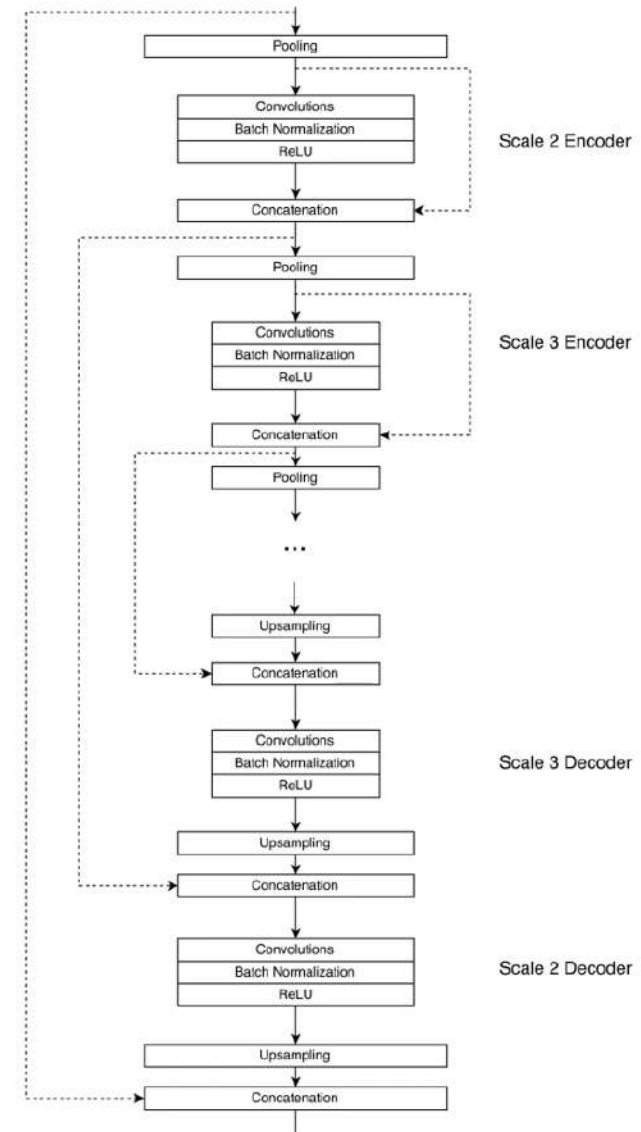 Pooling
Convolutions
Batch Normalization
ReLU
Scale 2 Encoder
Concatenation
Pooling
Convolutions
Batch Normalization
ReLU
Scale 3 Encoder
Concatenation
Pooling
...
Upsampling
Concatenation
Convolutions
Batch Normalization
ReLU
Scale 3 Decoder
Upsampling
Concatenation
Convolutions
Batch Normalization
ReLU
Scale 2 Decoder
Upsampling
Concatenation